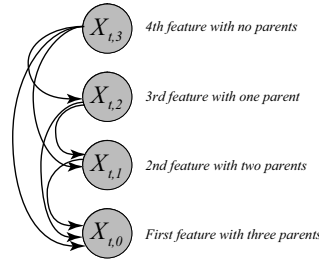 X_{t,3} 4th feature with no parents
X_{t,2} 3rd feature with one parent
X_{t,1} 2nd feature with two parents
X_{t,0} First feature with three parents